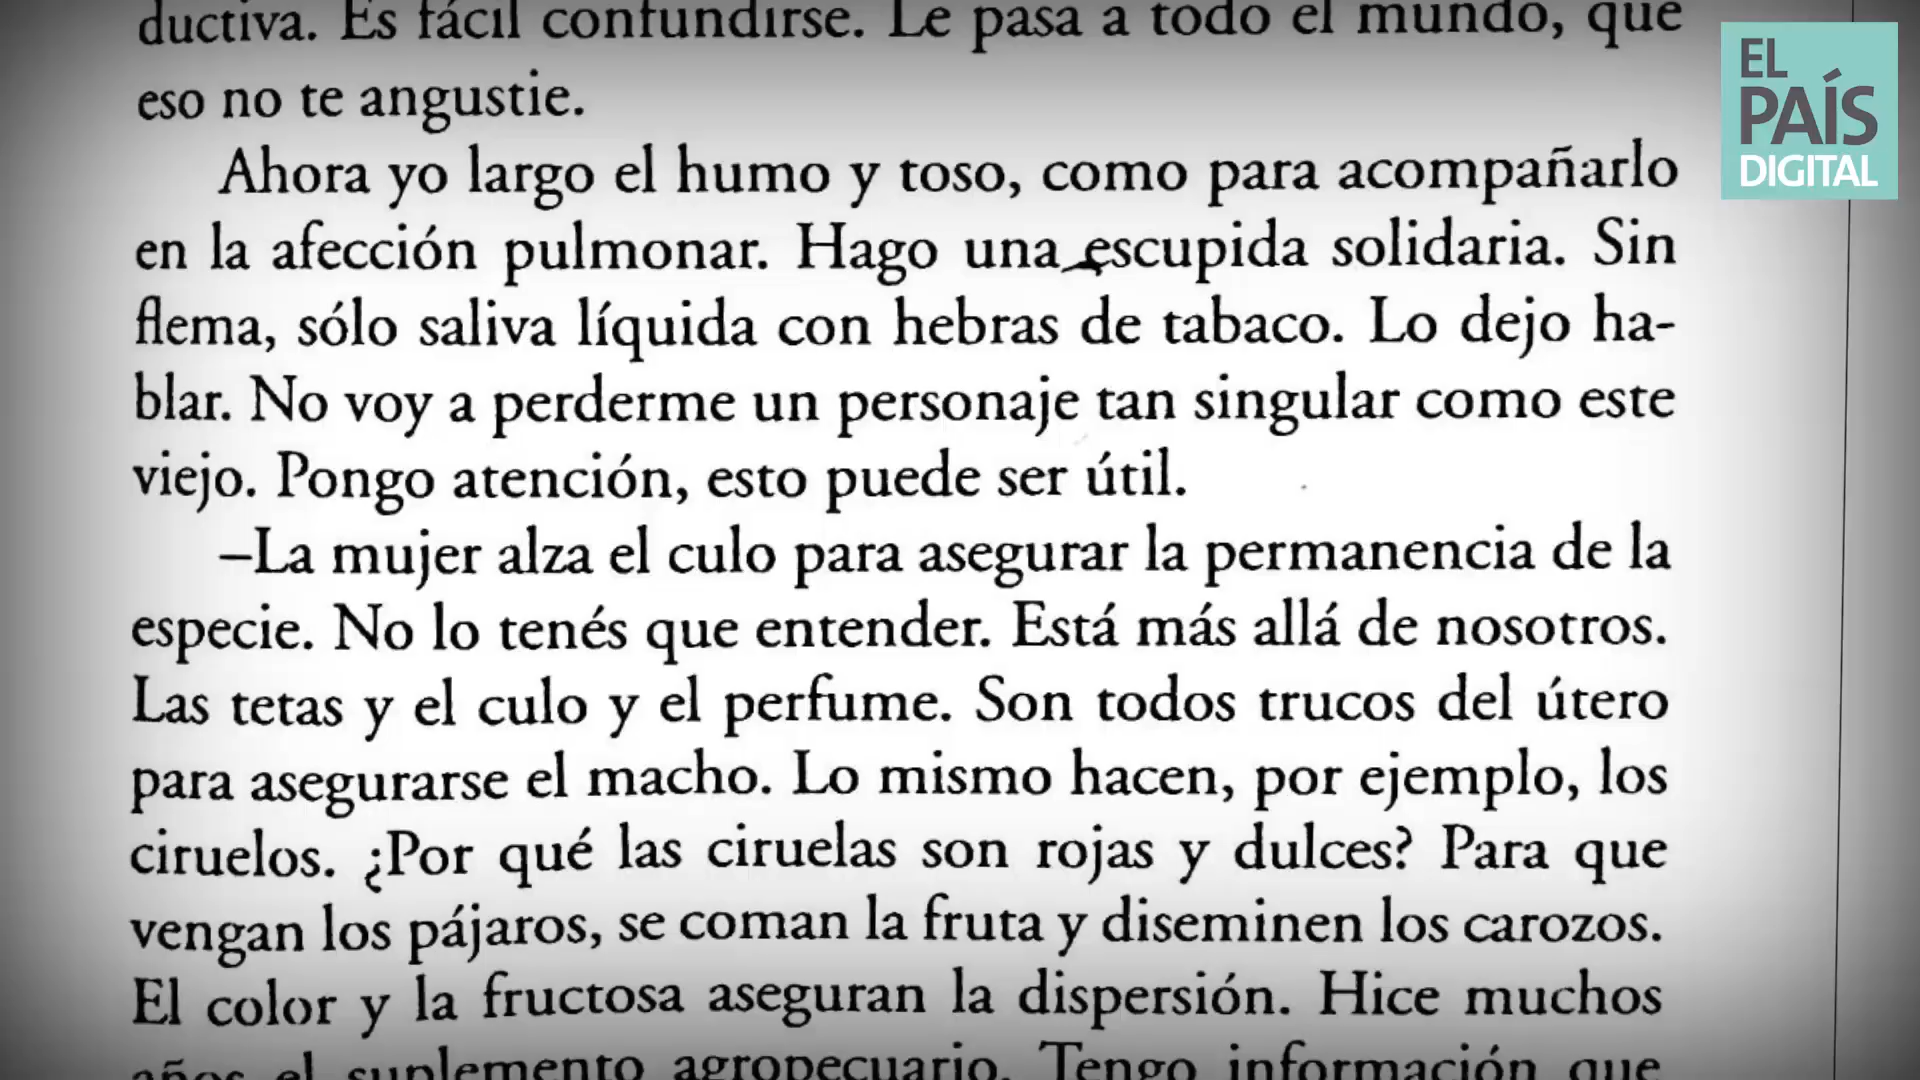 ductiva. Es fácil confundirse. Le pasa a todo el mundo, que
eso no te angustie.
Ahora yo largo el humo y toso, como para acompañarlo
en la afección pulmonar. Hago una escupida solidaria. Sin
flema, sólo saliva líquida con hebras de tabaco. Lo dejo ha-
blar. No voy a perderme un personaje tan singular como este
viejo. Pongo atención, esto puede ser útil.
–La mujer alza el culo para asegurar la permanencia de la
especie. No lo tenés que entender. Está más allá de nosotros.
Las tetas y el culo y el perfume. Son todos trucos del útero
para asegurarse el macho. Lo mismo hacen, por ejemplo, los
ciruelos. ¿Por qué las ciruelas son rojas y dulces? Para que
vengan los pájaros, se coman la fruta y diseminen los carozos.
El color y la fructosa aseguran la dispersión. Hice muchos
años el suplemento agropecuario. Tengo información que
EL
PAÍS
DIGITAL